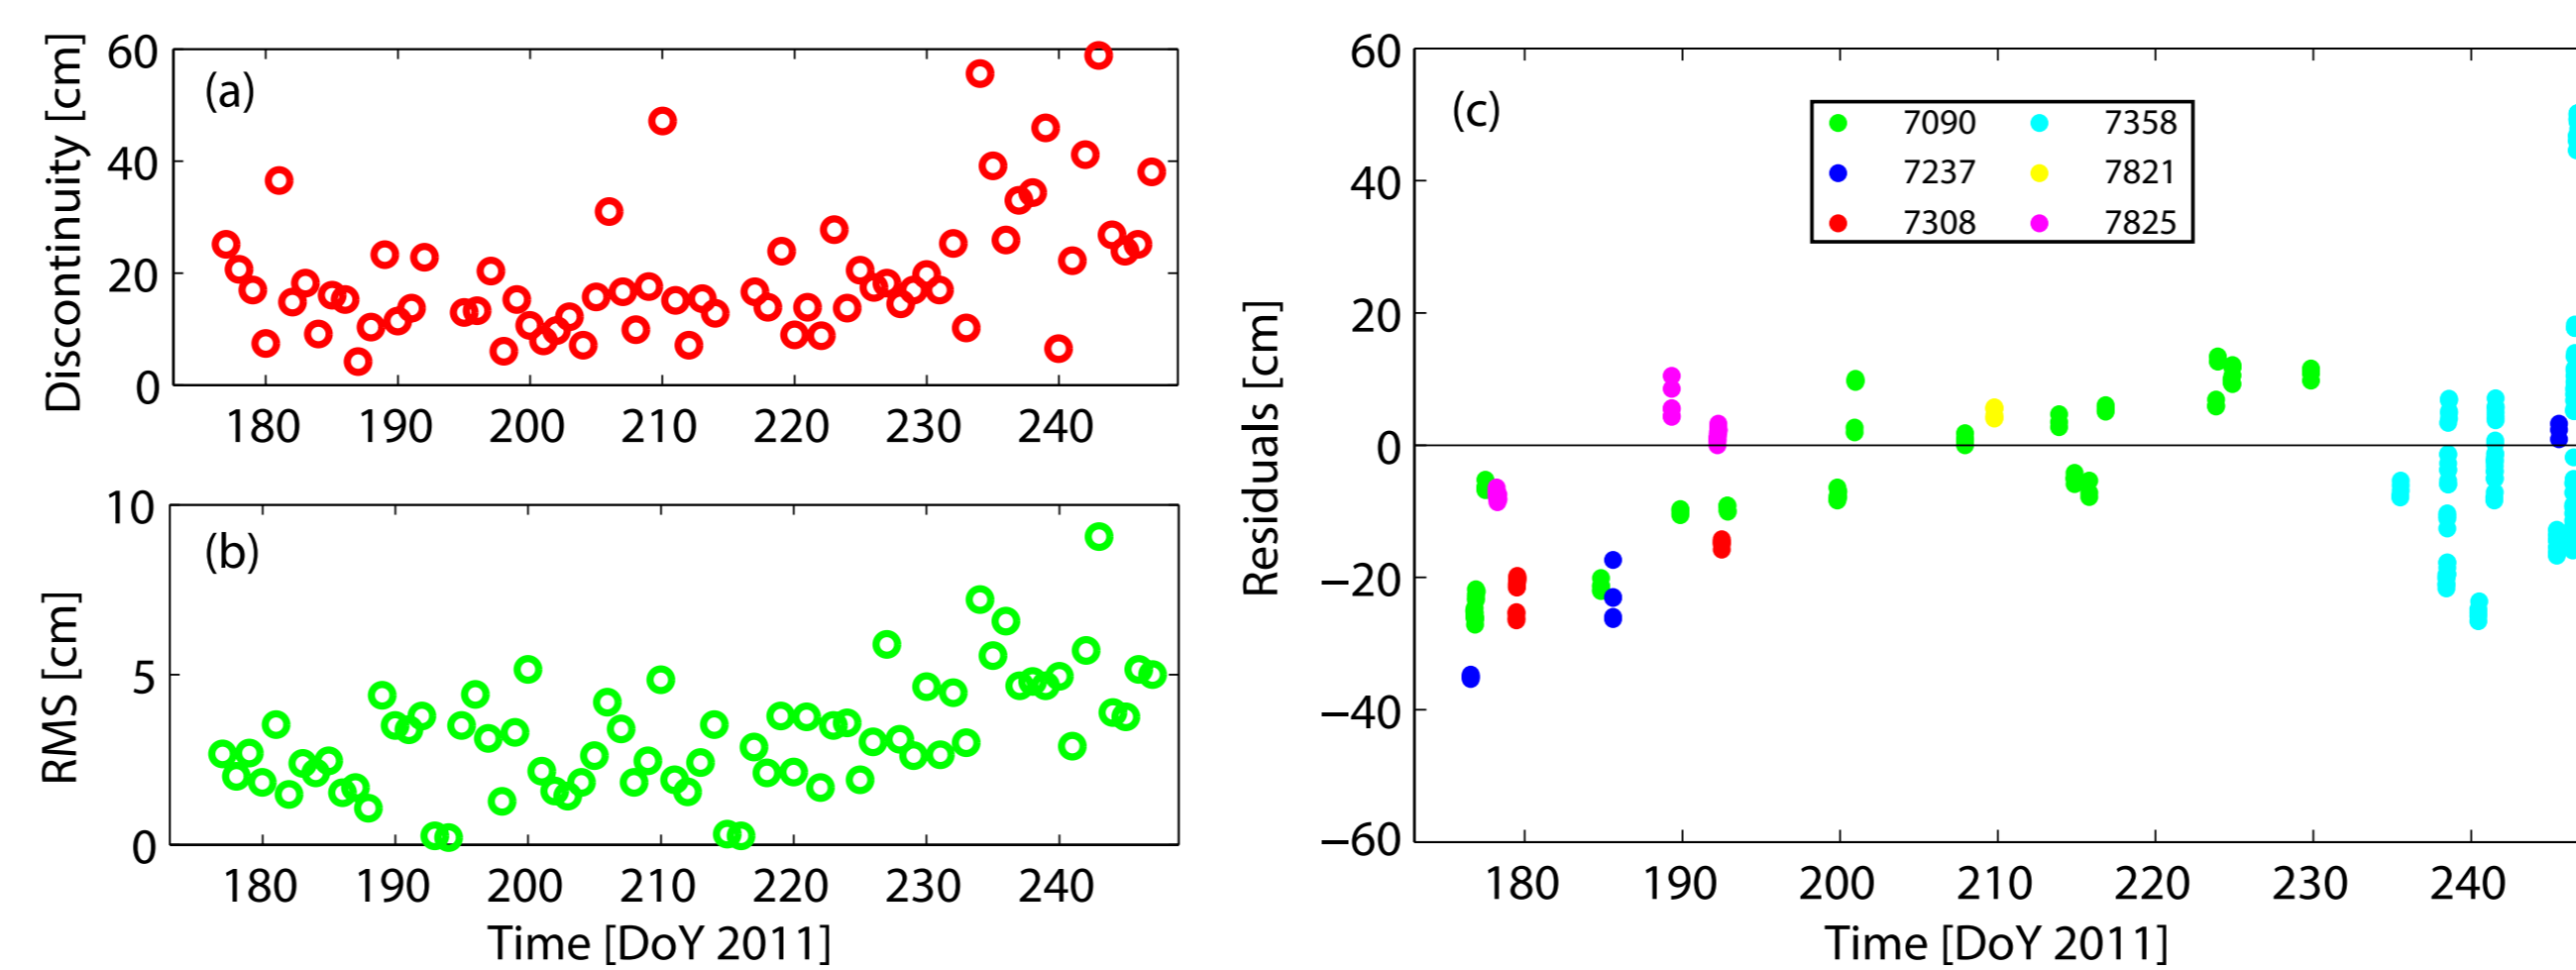 (a)
Discontinuity [cm]
60
40
20
0
180 190 200 210 220 230 240
(b)
RMS [cm]
10
5
0
180 190 200 210 220 230 240
Time [DoY 2011]
(c)
Residuals [cm]
60
40
20
0
−20
−40
−60
7090 7358
7237 7821
7308 7825
180 190 200 210 220 230 240
Time [DoY 2011]